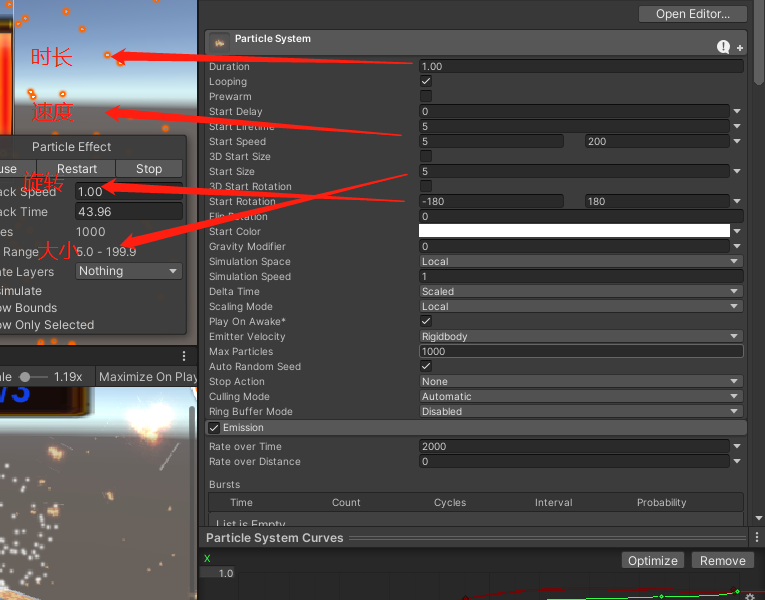 Open Editor...
Particle System
时长
Duration 1.00
Looping
Prewarm
速度
Start Delay 0
Start Lifetime 5
Start Speed 5 200
3D Start Size
Start Size 5
3D Start Rotation
Start Rotation -180 180
Flip Rotation 0
Start Color
Gravity Modifier 0
Simulation Space Local
Simulation Speed 1
Delta Time Scaled
Scaling Mode Local
Play On Awake*
Emitter Velocity Rigidbody
Max Particles 1000
Auto Random Seed
Stop Action None
Culling Mode Automatic
Ring Buffer Mode Disabled
Emission
Rate over Time 2000
Rate over Distance 0
Bursts
Time Count Cycles Interval Probability
List is Empty
Particle System Curves
X
Optimize Remove
1.0
Particle Effect
use Restart Stop
旋转
ack Speed 1.00
ack Time 43.96
es 1000
大小
Range 5.0 - 199.9
ate Layers Nothing
simulate
ow Bounds
ow Only Selected
ale 1.19x Maximize On Play
/3